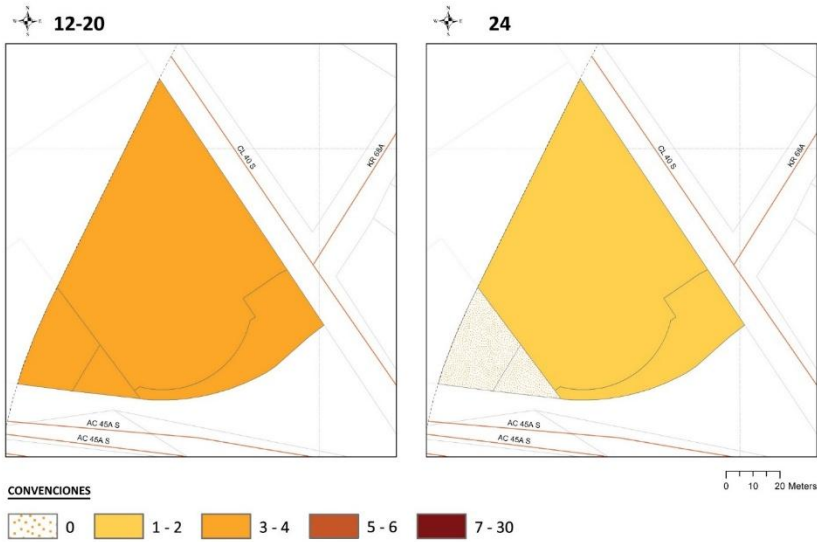 12-20
24
CL 40 S
KR 68A
AC 45A S
AC 45A S
CL 40 S
KR 68A
AC 45A S
AC 45A S
0 10 20 Meters
CONVENCIONES
0
1 - 2
3 - 4
5 - 6
7 - 30